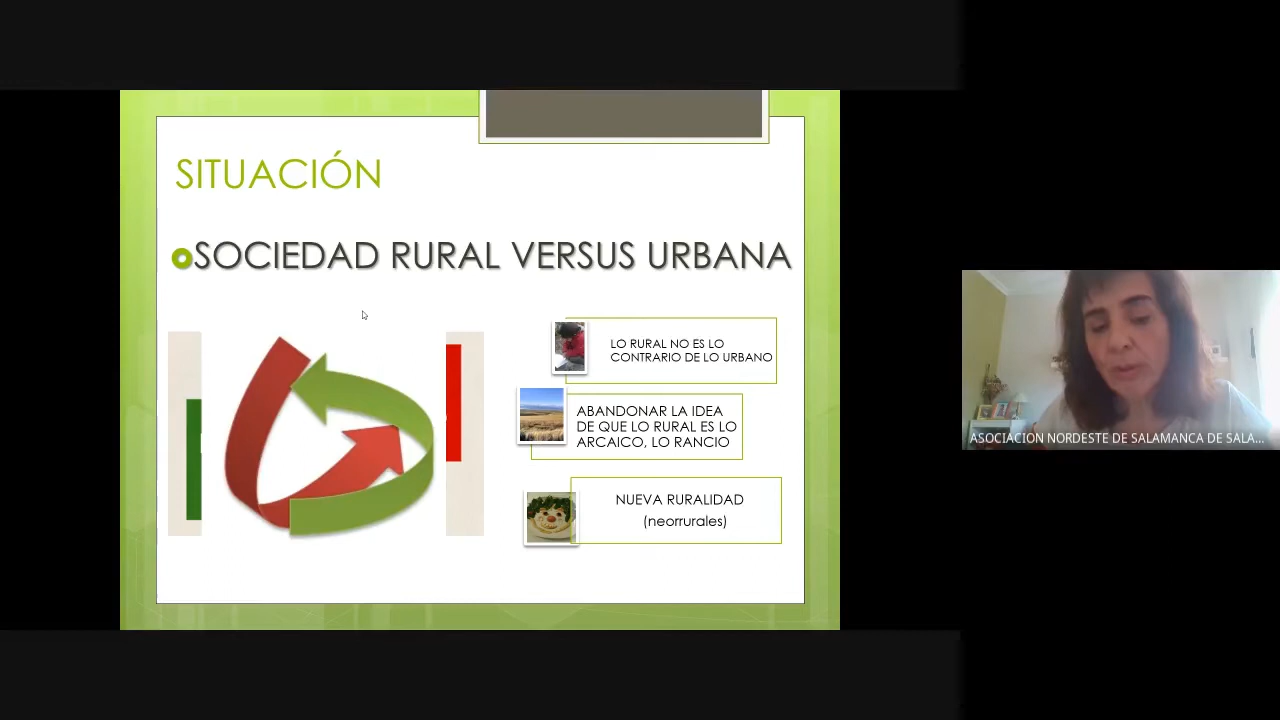 SITUACIÓN
SOCIEDAD RURAL VERSUS URBANA
LO RURAL NO ES LO
CONTRARIO DE LO URBANO
ABANDONAR LA IDEA
DE QUE LO RURAL ES LO
ARCAICO, LO RANCIO
NUEVA RURALIDAD
(neorrurales)
ASOCIACION NORDESTE DE SALAMANCA DE SALA...